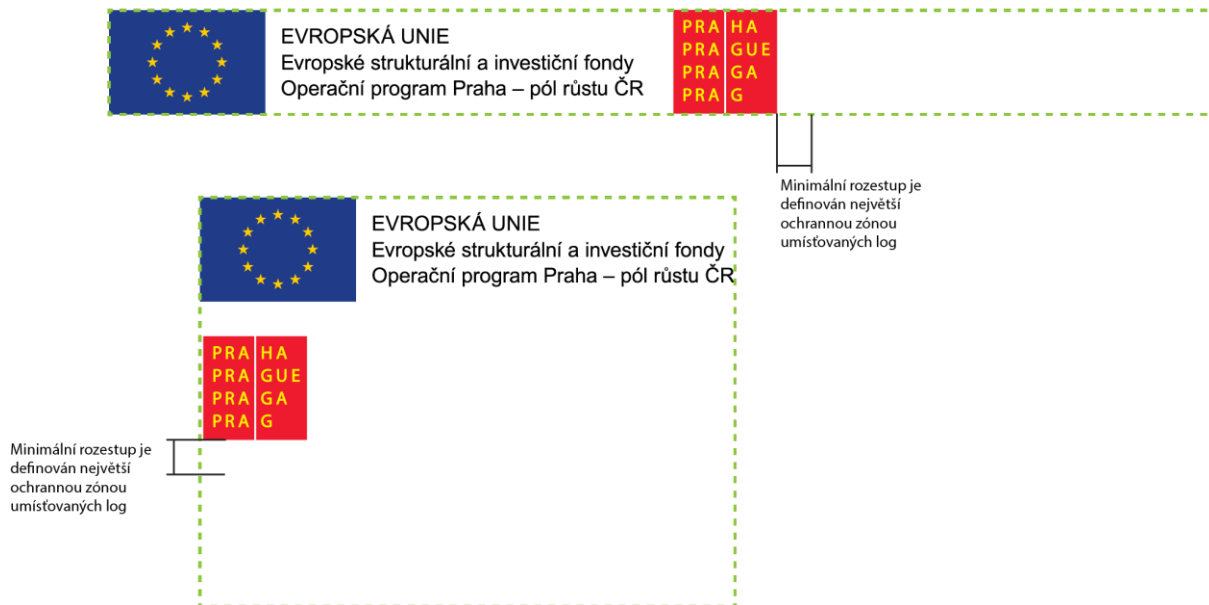 EVROPSKÁ UNIE
Evropské strukturální a investiční fondy
Operační program Praha – pól růstu ČR
PRA HA
PRA GUE
PRA GA
PRA G
Minimální rozestup je
definován největší
ochrannou zónou
umísťovaných log
EVROPSKÁ UNIE
Evropské strukturální a investiční fondy
Operační program Praha – pól růstu ČR
PRA HA
PRA GUE
PRA GA
PRA G
Minimální rozestup je
definován největší
ochrannou zónou
umísťovaných log